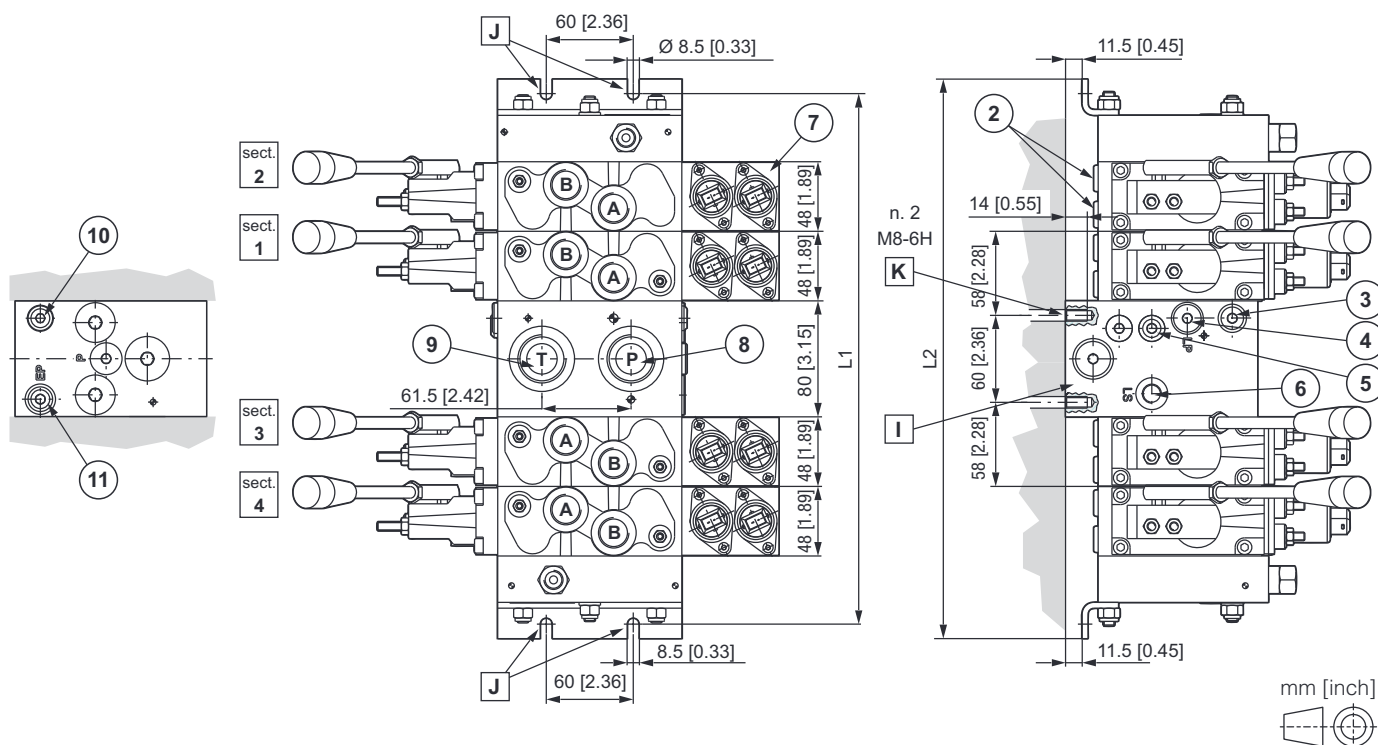 60 [2.36]
J
Ø 8.5 [0.33]
11.5 [0.45]
7
2
sect.
2
B
A
48 [1.89]
14 [0.55]
n. 2
M8-6H
K
sect.
1
B
A
48 [1.89]
58 [2.28]
10
P
EP
11
9
T
P
8
80 [3.15]
61.5 [2.42]
L1
L2
60 [2.36]
3
4
LP
5
6
LS
I
sect.
3
A
B
48 [1.89]
58 [2.28]
sect.
4
A
B
48 [1.89]
J
8.5 [0.33]
60 [2.36]
11.5 [0.45]
mm [inch]